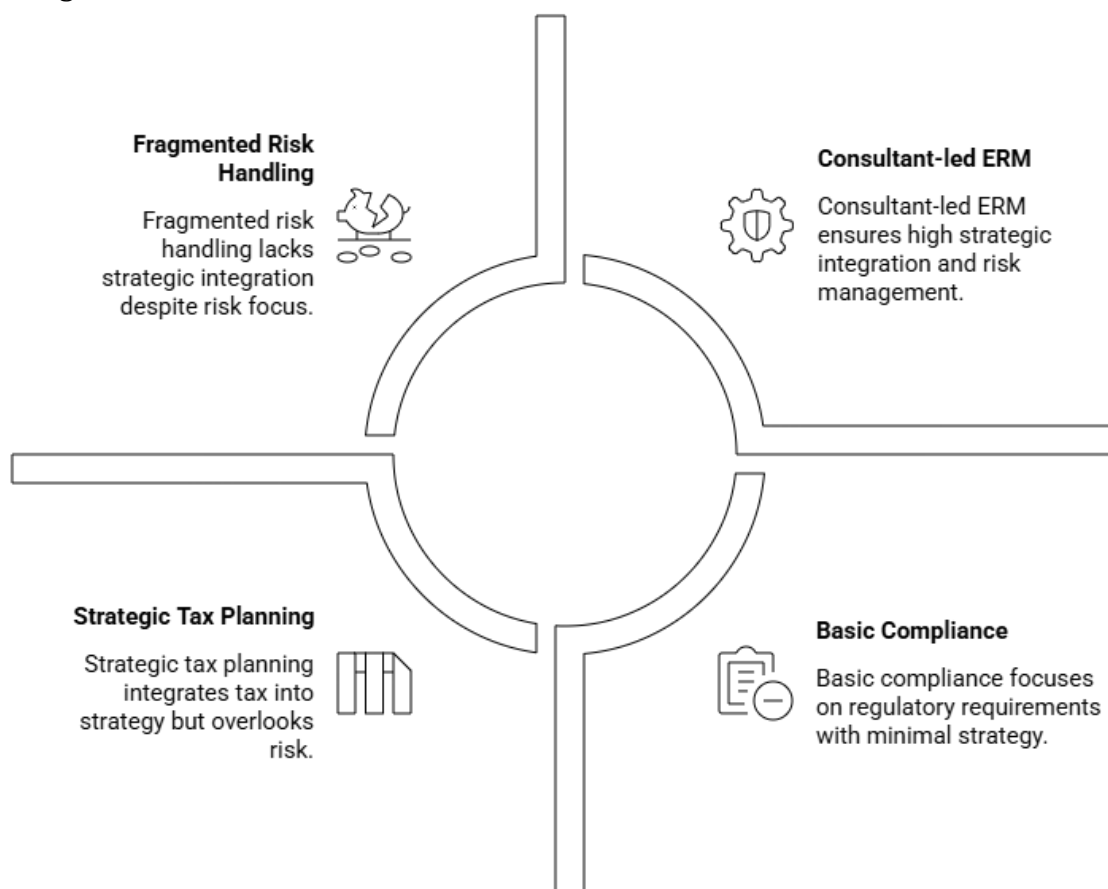 Fragmented Risk
Handling
Fragmented risk
handling lacks
strategic integration
despite risk focus.
Consultant-led ERM
Consultant-led ERM
ensures high strategic
integration and risk
management.
Strategic Tax Planning
Strategic tax planning
integrates tax into
strategy but overlooks
risk.
Basic Compliance
Basic compliance focuses
on regulatory requirements
with minimal strategy.